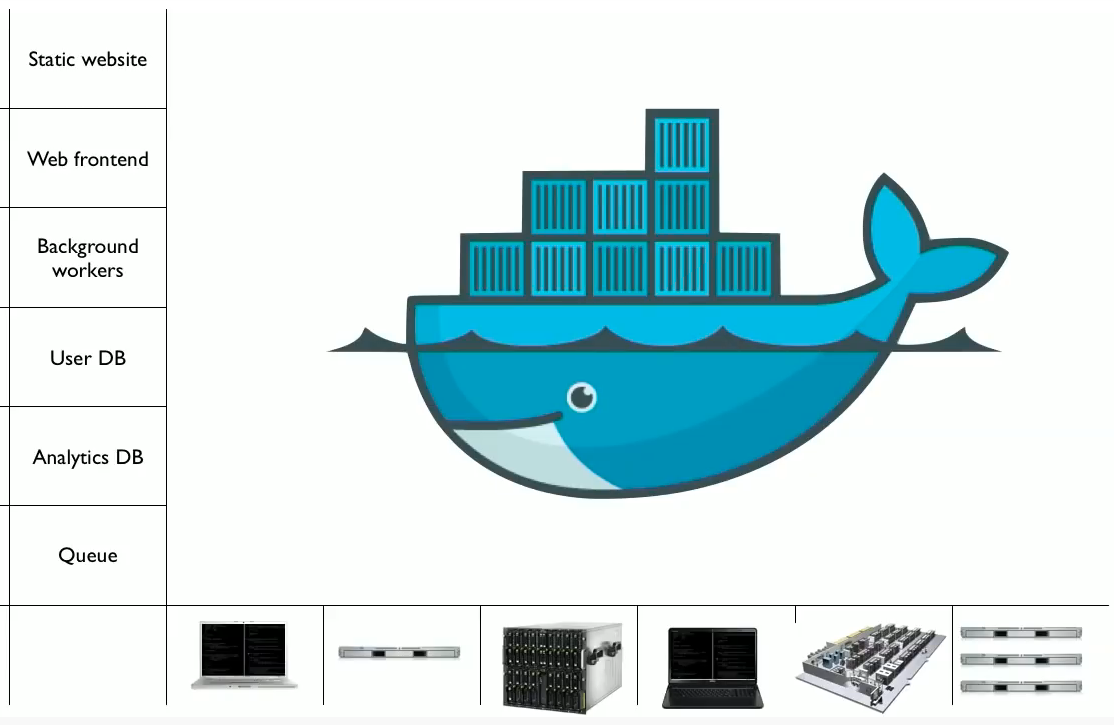 Static website
Web frontend
Background
workers
User DB
Analytics DB
Queue